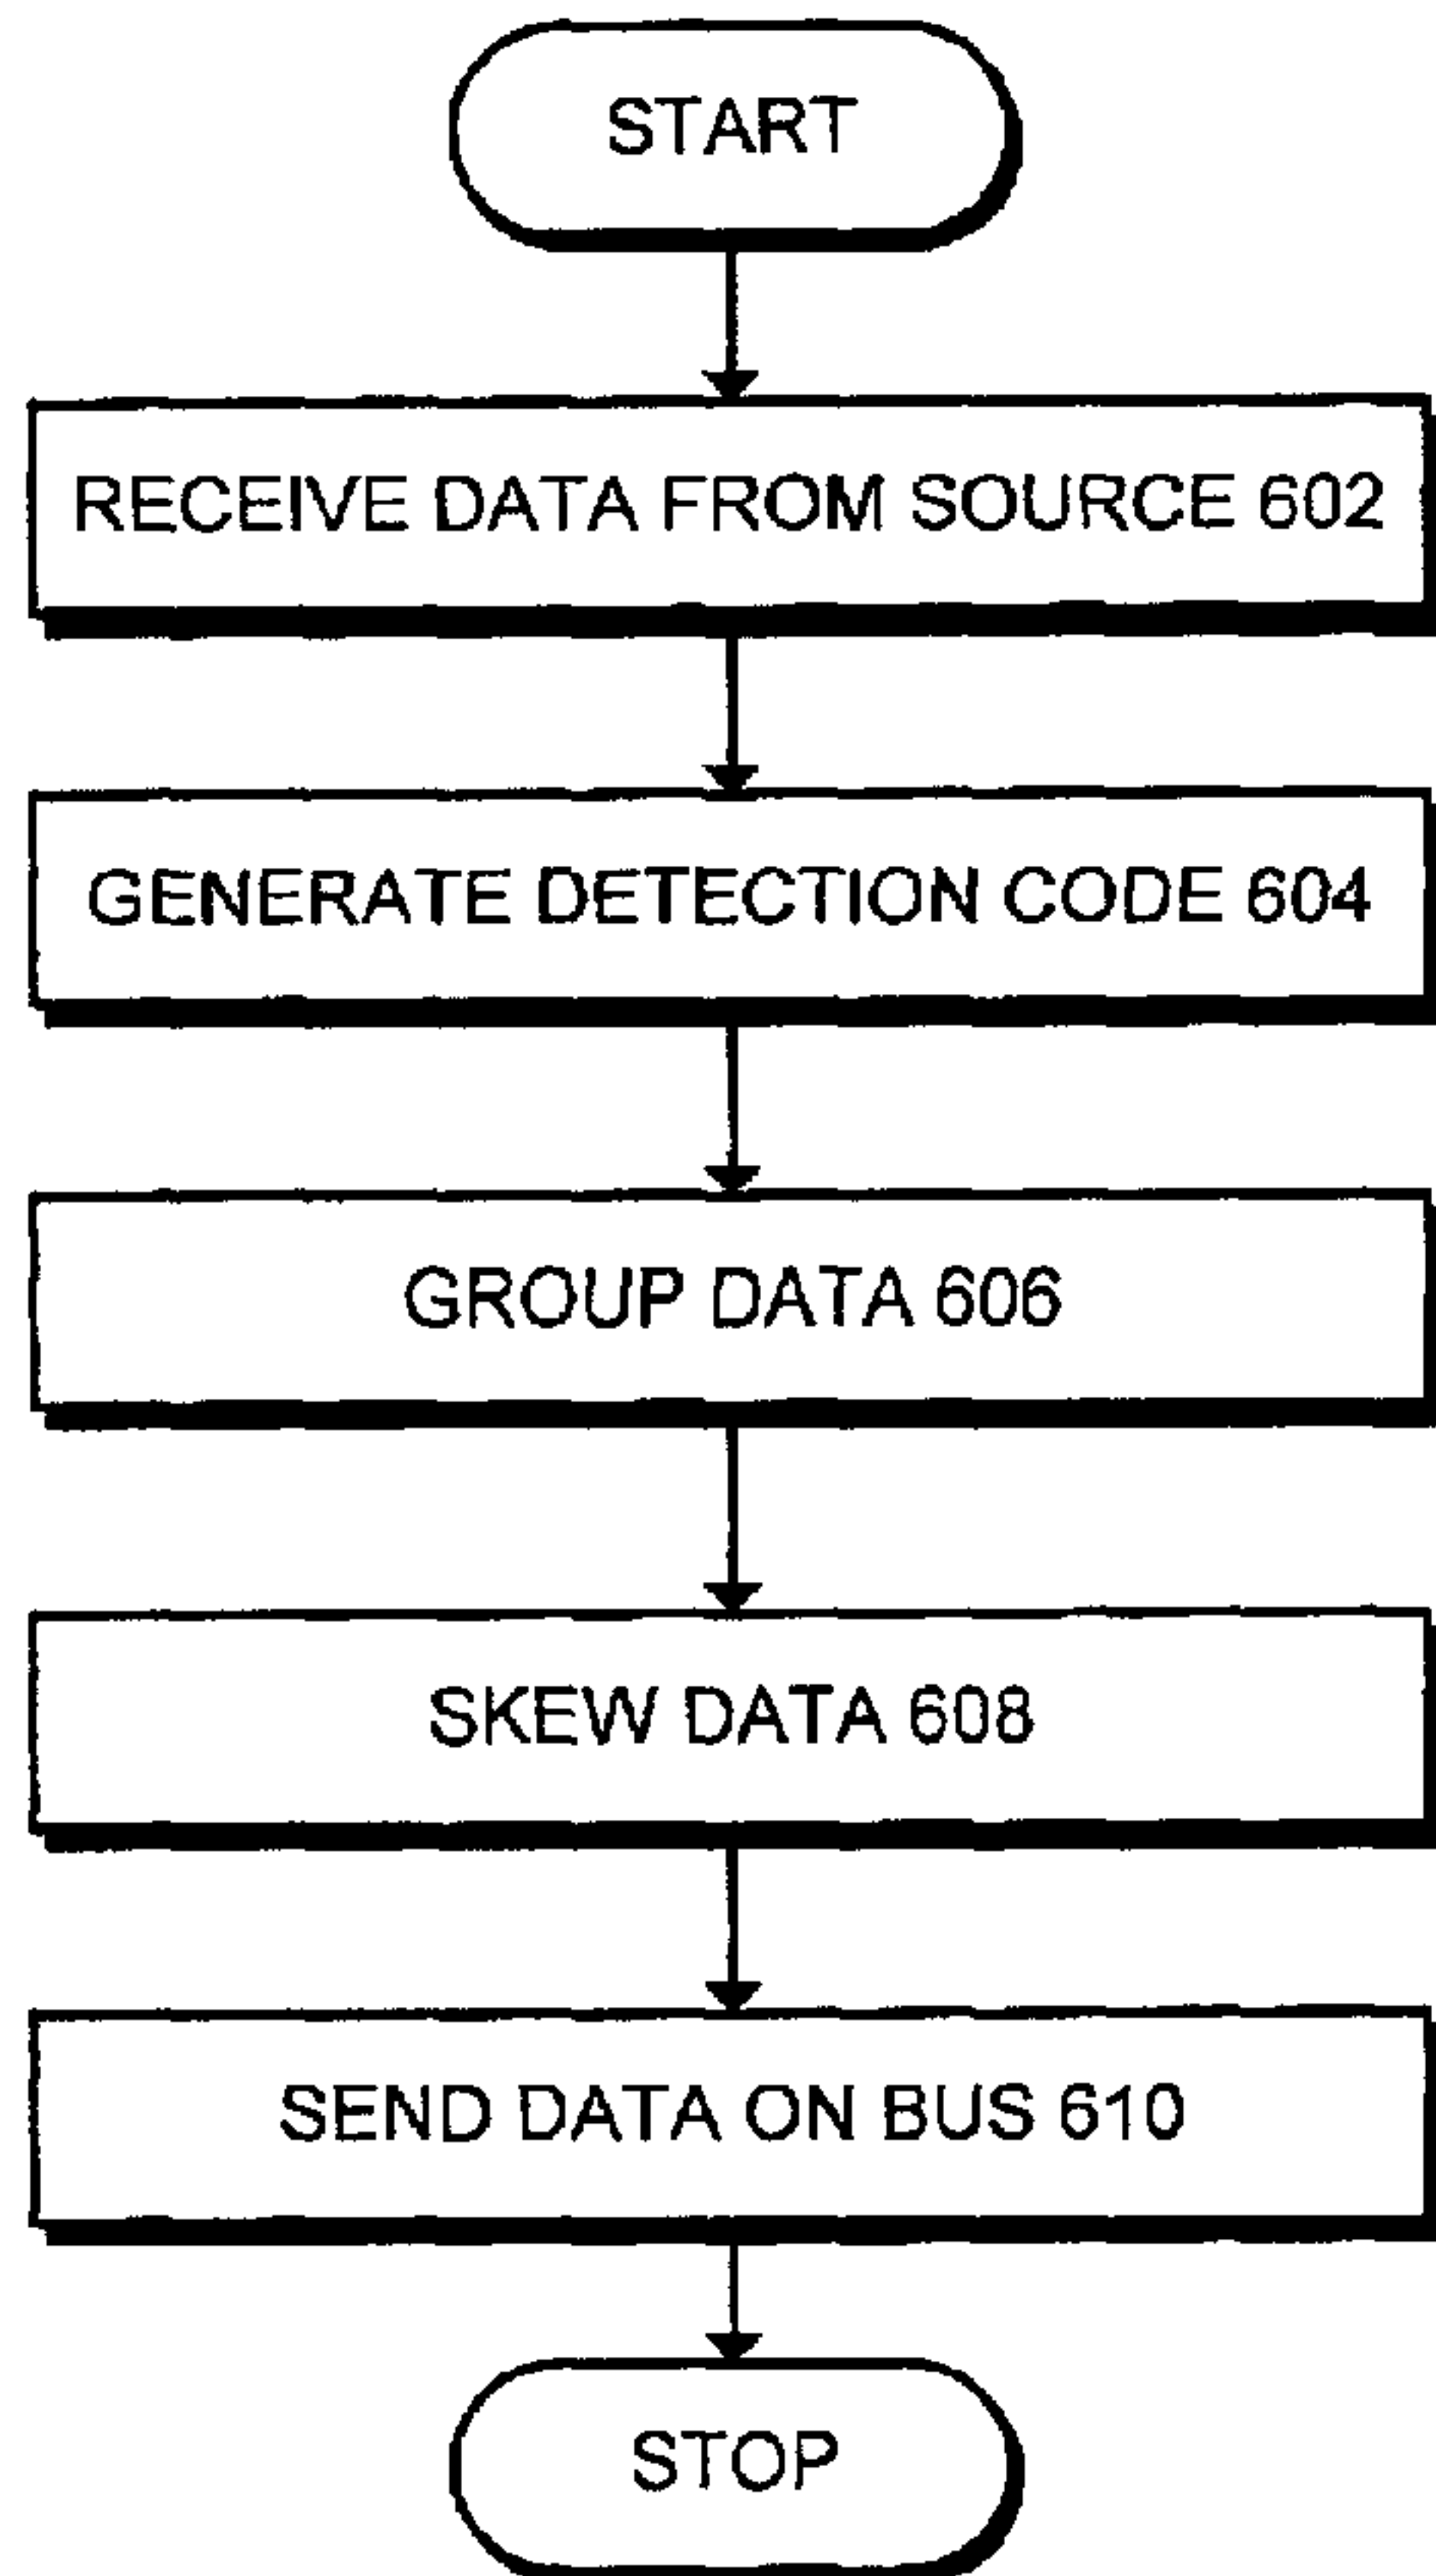 START
RECEIVE DATA FROM SOURCE 602
GENERATE DETECTION CODE 604
GROUP DATA 606
SKEW DATA 608
SEND DATA ON BUS 610
STOP